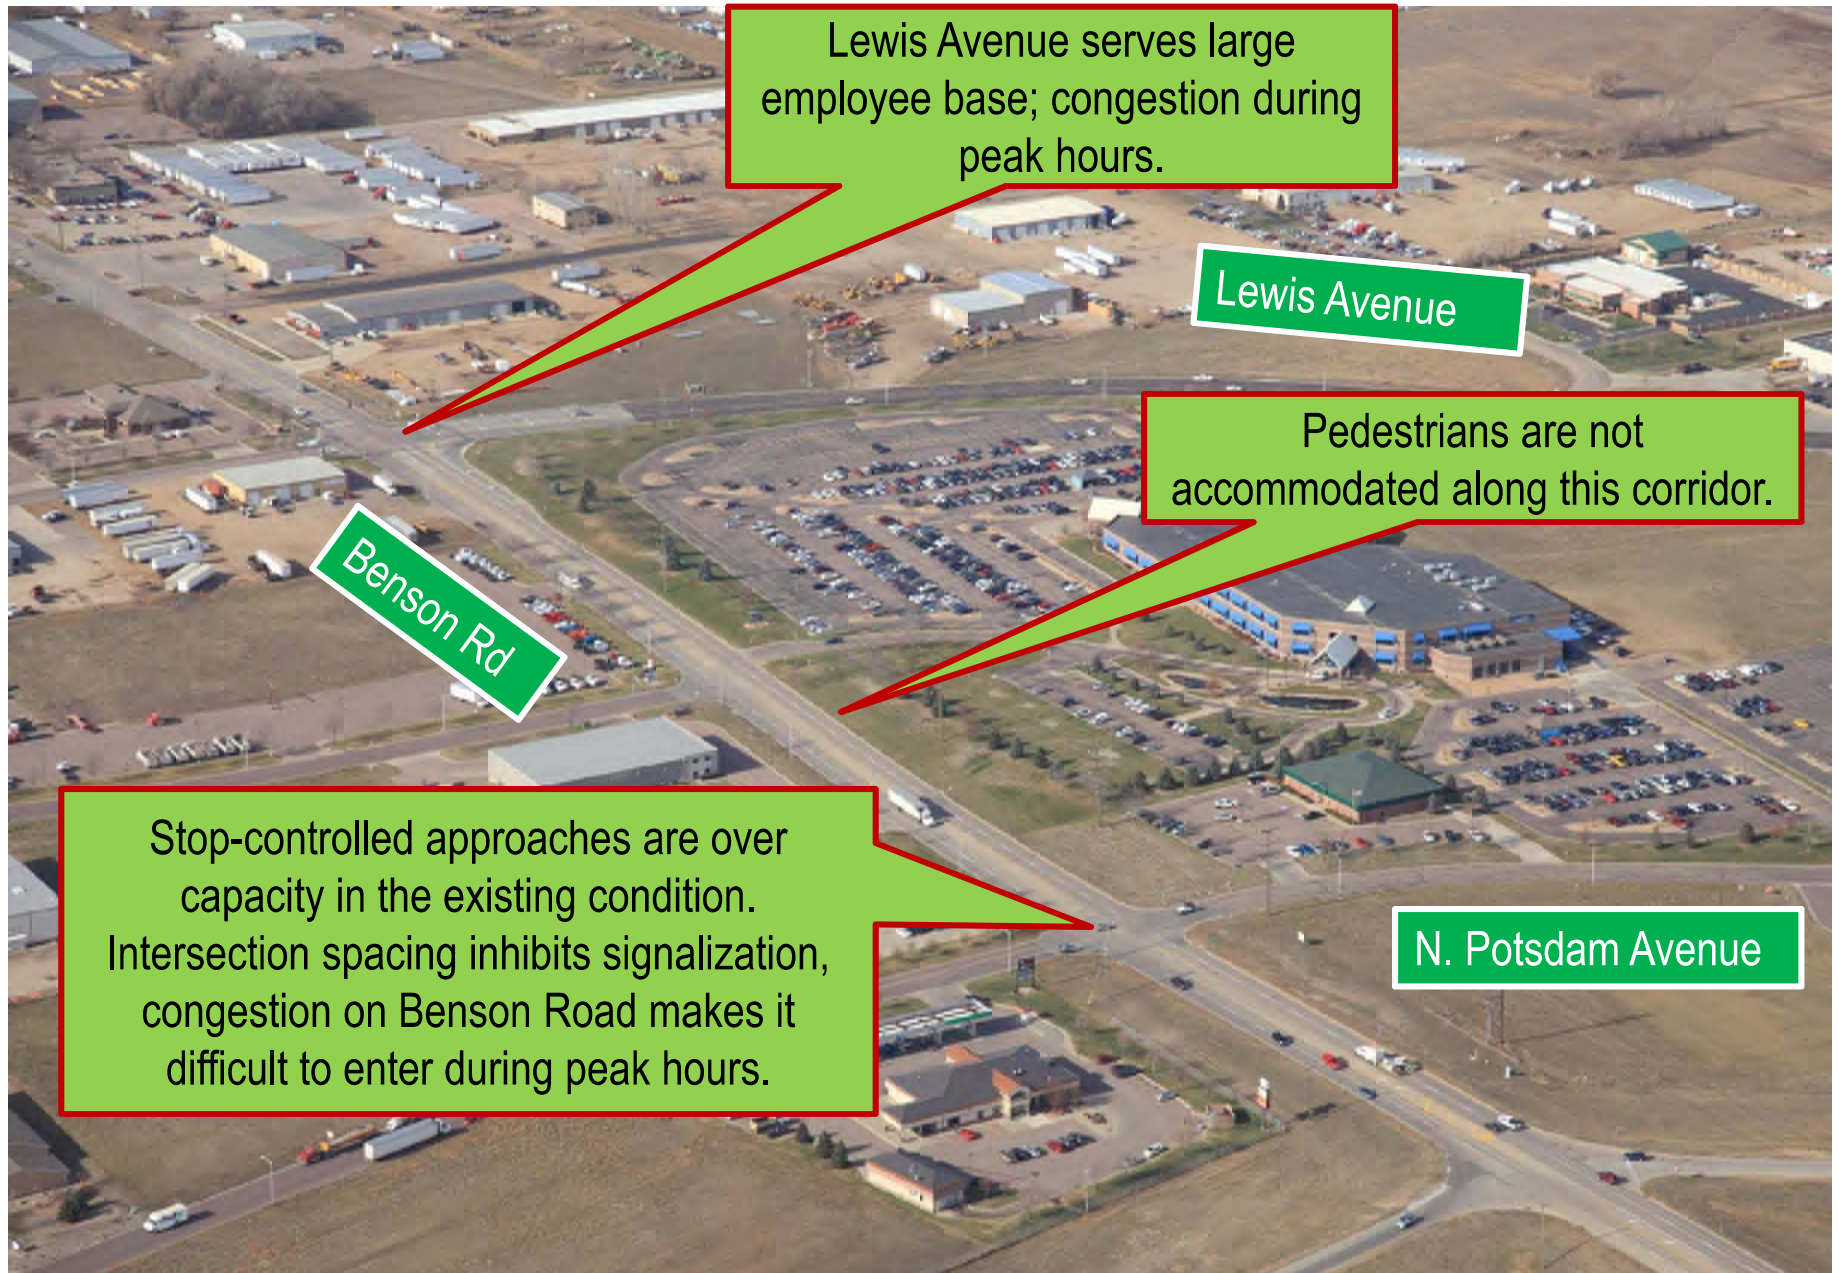 Lewis Avenue serves large
employee base; congestion during
peak hours.
Lewis Avenue
Pedestrians are not
accommodated along this corridor.
Benson Rd
Stop-controlled approaches are over
capacity in the existing condition.
Intersection spacing inhibits signalization,
congestion on Benson Road makes it
difficult to enter during peak hours.
N. Potsdam Avenue